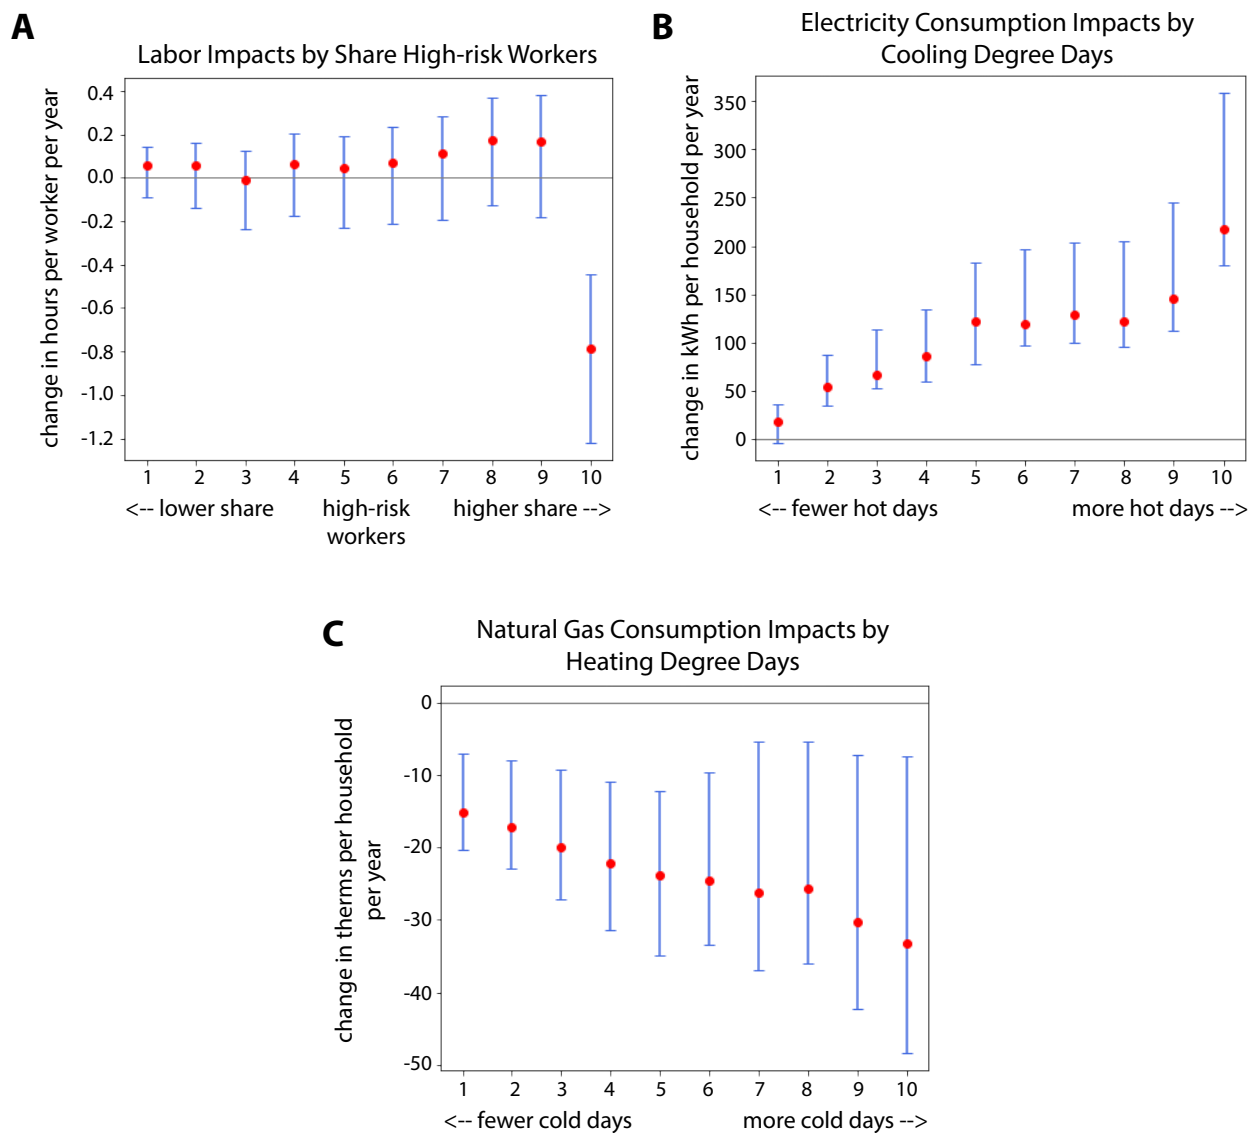 A
Labor Impacts by Share High-risk Workers
change in hours per worker per year
0.4
0.2
0.0
-0.2
-0.4
-0.6
-0.8
-1.0
-1.2
1 2 3 4 5 6 7 8 9 10
<-- lower share high-risk higher share -->
workers
B
Electricity Consumption Impacts by
Cooling Degree Days
change in kWh per household per year
350
300
250
200
150
100
50
0
1 2 3 4 5 6 7 8 9 10
<-- fewer hot days more hot days -->
C
Natural Gas Consumption Impacts by
Heating Degree Days
change in therms per household
per year
0
-10
-20
-30
-40
-50
1 2 3 4 5 6 7 8 9 10
<-- fewer cold days more cold days -->